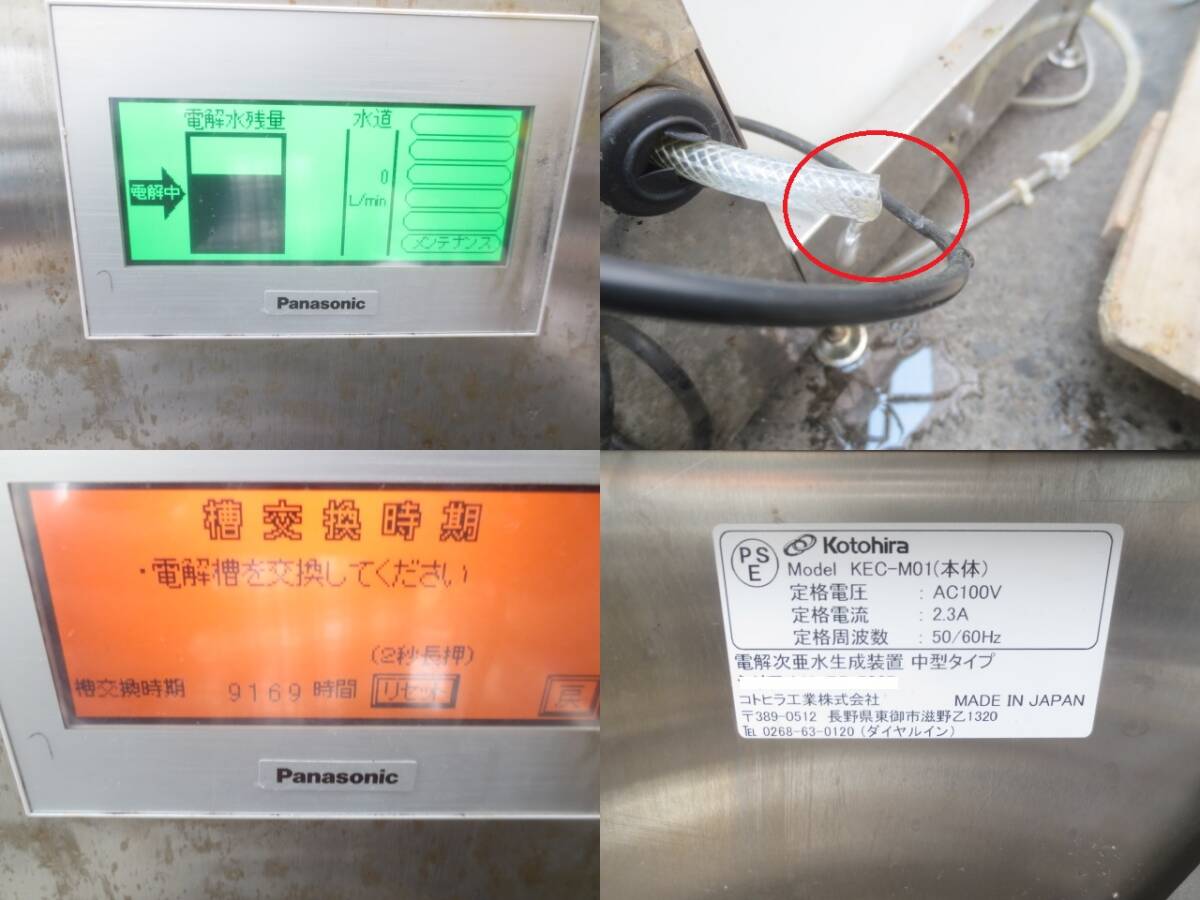 電解水残量
水道
電解中
0
L/min
メンテナンス
Panasonic
槽交換時期
・電解槽を交換してください
(2秒長押)
槽交換時期 9169 時間 リセット 戻
Panasonic
PSE
Kotohira
Model KEC-M01(本体)
定格電圧 : AC100V
定格電流 : 2.3A
定格周波数 : 50/60Hz
電解次亜水生成装置 中型タイプ
コトヒラ工業株式会社 MADE IN JAPAN
〒389-0512 長野県東御市滋野乙1320
TEL 0268-63-0120 (ダイヤルイン)